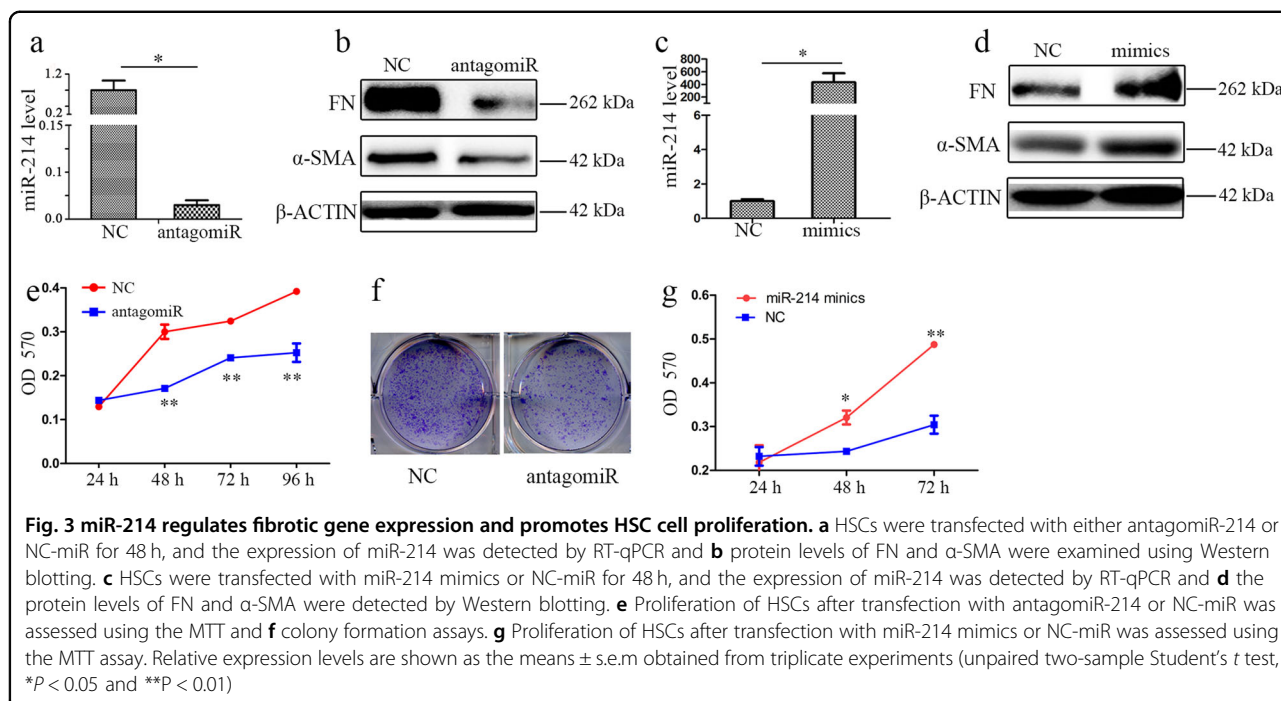 a
*
miR-214 level
1.2
0.2
0.15
0.1
0.0
NC
antagomiR
b
NC antagomiR
FN 262 kDa
α-SMA 42 kDa
β-ACTIN 42 kDa
c
*
miR-214 level
800
600
400
200
6
4
2
0
NC
mimics
d
NC mimics
FN 262 kDa
α-SMA 42 kDa
β-ACTIN 42 kDa
e
NC
antagomiR
OD 570
0.4
0.3
0.2
0.1
0.0
** ** **
24 h 48 h 72 h 96 h
f
NC antagomiR
g
miR-214 minics
NC
OD 570
0.6
0.5
0.4
0.3
0.2
* **
24 h 48 h 72 h
Fig. 3 miR-214 regulates fibrotic gene expression and promotes HSC cell proliferation. a HSCs were transfected with either antagomiR-214 or
NC-miR for 48 h, and the expression of miR-214 was detected by RT-qPCR and b protein levels of FN and α-SMA were examined using Western
blotting. c HSCs were transfected with miR-214 mimics or NC-miR for 48 h, and the expression of miR-214 was detected by RT-qPCR and d the
protein levels of FN and α-SMA were detected by Western blotting. e Proliferation of HSCs after transfection with antagomiR-214 or NC-miR was
assessed using the MTT and f colony formation assays. g Proliferation of HSCs after transfection with miR-214 mimics or NC-miR was assessed using
the MTT assay. Relative expression levels are shown as the means ± s.e.m obtained from triplicate experiments (unpaired two-sample Student's t test,
*P < 0.05 and **P < 0.01)